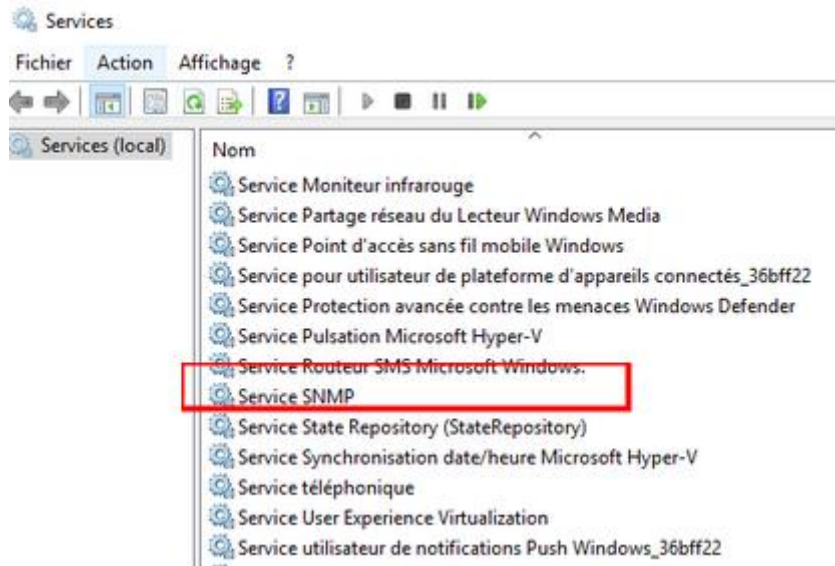 Services
Fichier Action Affichage ?
Services (local)
Nom
Service Moniteur infrarouge
Service Partage réseau du Lecteur Windows Media
Service Point d'accès sans fil mobile Windows
Service pour utilisateur de plateforme d'appareils connectés_36bff22
Service Protection avancée contre les menaces Windows Defender
Service Pulsation Microsoft Hyper-V
Service Routeur SMS Microsoft Windows.
Service SNMP
Service State Repository (StateRepository)
Service Synchronisation date/heure Microsoft Hyper-V
Service téléphonique
Service User Experience Virtualization
Service utilisateur de notifications Push Windows_36bff22